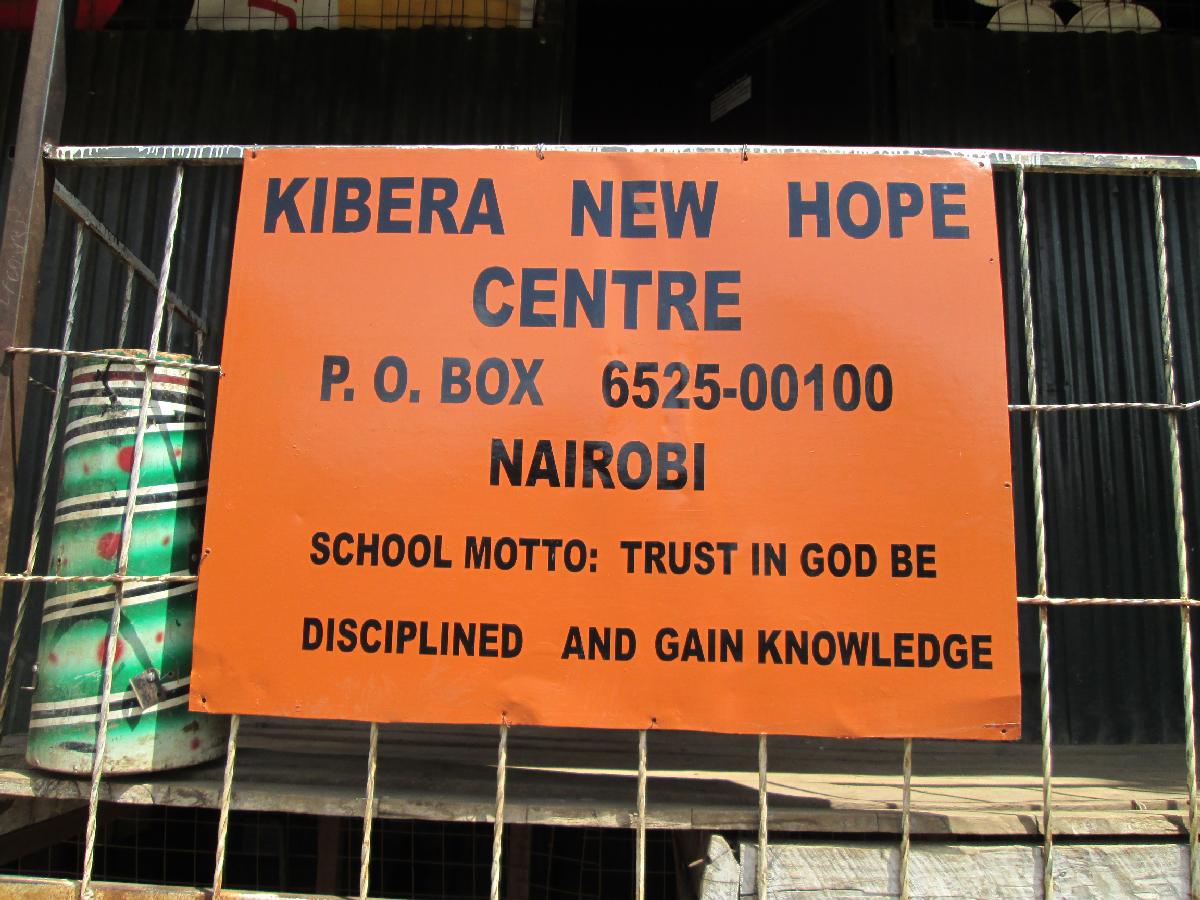 KIBERA NEW HOPE
CENTRE
P. O. BOX 6525-00100
NAIROBI
SCHOOL MOTTO: TRUST IN GOD BE
DISCIPLINED AND GAIN KNOWLEDGE